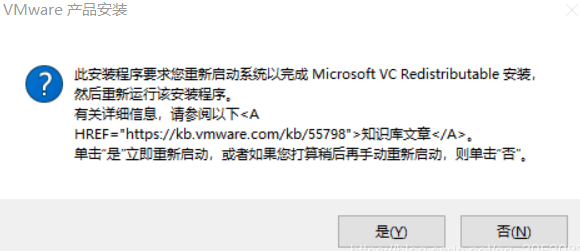 VMware 产品安装
此安装程序要求您重新启动系统以完成 Microsoft VC Redistributable 安装，
然后重新运行该安装程序。
有关详细信息，请参阅以下<A
HREF="https://kb.vmware.com/kb/55798">知识库文章</A>。
单击“是”立即重新启动，或者如果您打算稍后再手动重新启动，则单击“否”。
是(Y)
否(N)